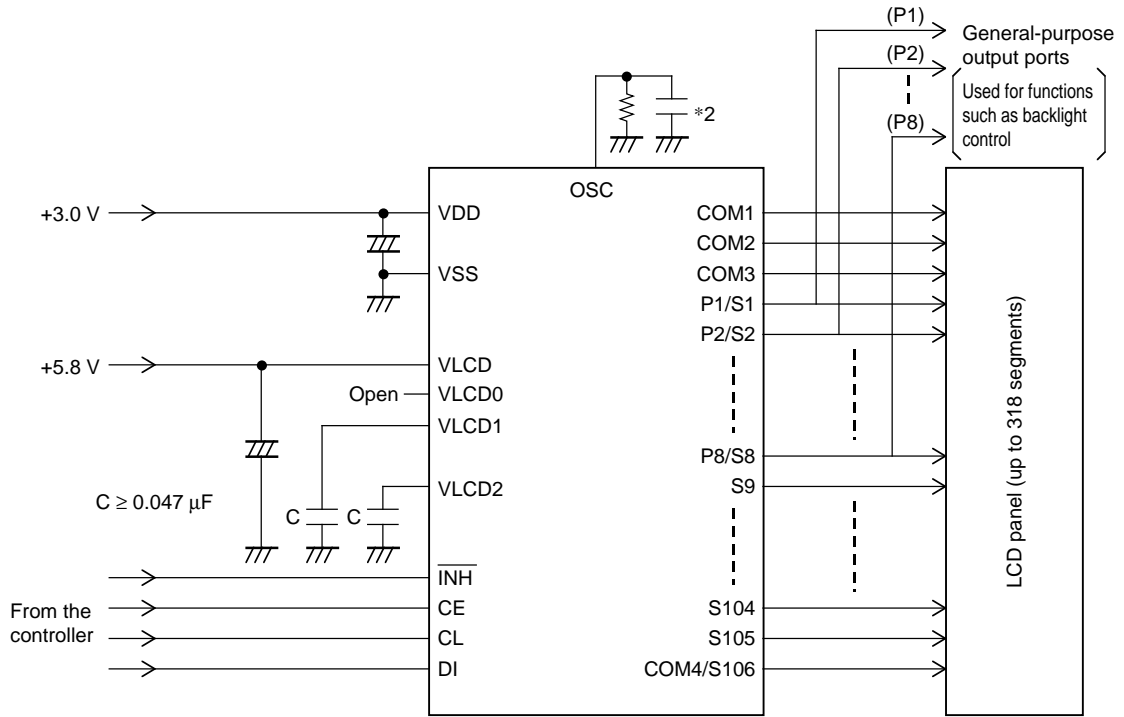 (P1)
General-purpose
output ports
(P2)
Used for functions
such as backlight
control
(P8)
*2
OSC
+3.0 V
VDD
VSS
+5.8 V
VLCD
Open
VLCD0
VLCD1
VLCD2
C ≥ 0.047 μF
C
C
INH
From the
controller
CE
CL
DI
COM1
COM2
COM3
P1/S1
P2/S2
P8/S8
S9
S104
S105
COM4/S106
LCD panel (up to 318 segments)